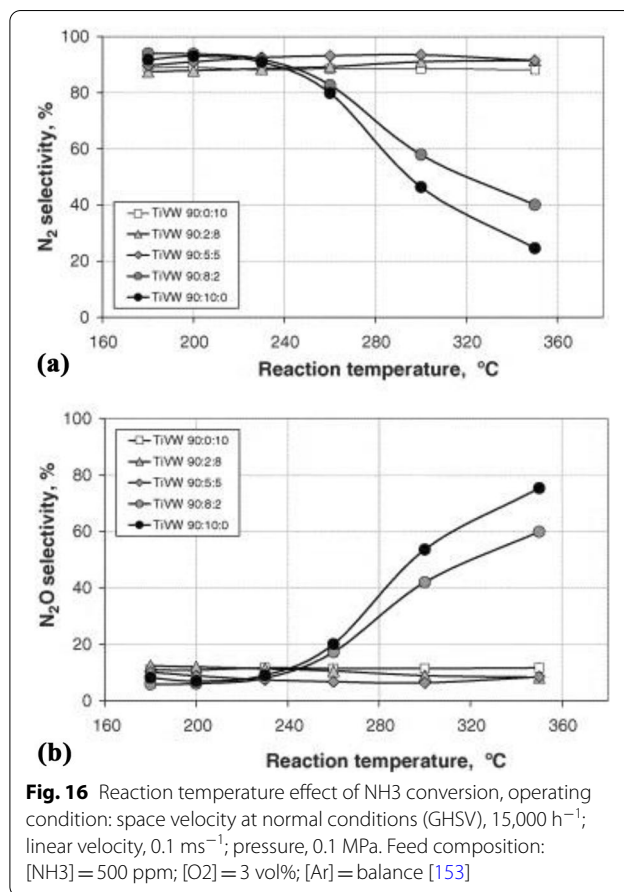 100
80
60
40
20
0
N₂ selectivity, %
TiVW 90:0:10
TiVW 90:2:8
TiVW 90:5:5
TiVW 90:8:2
TiVW 90:10:0
160 200 240 280 320 360
(a)
Reaction temperature, °C
100
80
60
40
20
0
N₂O selectivity, %
TiVW 90:0:10
TiVW 90:2:8
TiVW 90:5:5
TiVW 90:8:2
TiVW 90:10:0
160 200 240 280 320 360
(b)
Reaction temperature, °C
Fig. 16 Reaction temperature effect of NH3 conversion, operating
condition: space velocity at normal conditions (GHSV), 15,000 h⁻¹;
linear velocity, 0.1 ms⁻¹; pressure, 0.1 MPa. Feed composition:
[NH3] = 500 ppm; [O2] = 3 vol%; [Ar] = balance [153]